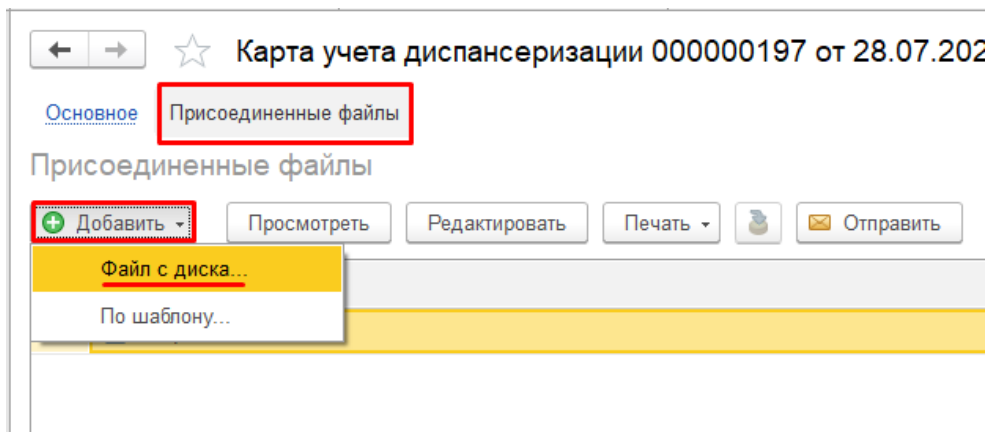 Карта учета диспансеризации 000000197 от 28.07.202
Основное Присоединенные файлы
Присоединенные файлы
Добавить Просмотреть Редактировать Печать Отправить
Файл с диска...
По шаблону...